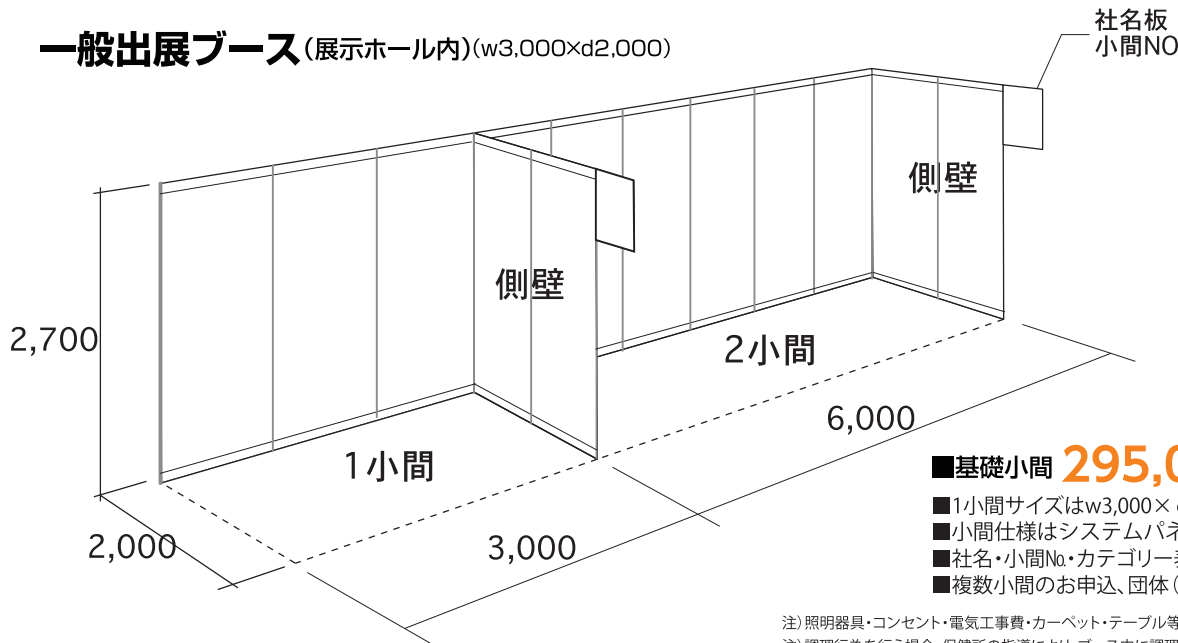 一般出展ブース(展示ホール内)(w3,000×d2,000)
社名板
小間NO
側壁
側壁
2,700
2小間
6,000
1小間
2,000
3,000
■基礎小間 295,0
■1小間サイズはw3,000×
■小間仕様はシステムパネ
■社名・小間№・カテゴリー
■複数小間のお申込、団体(
注)照明器具・コンセント・電気工事費・カーペット・テーブル等